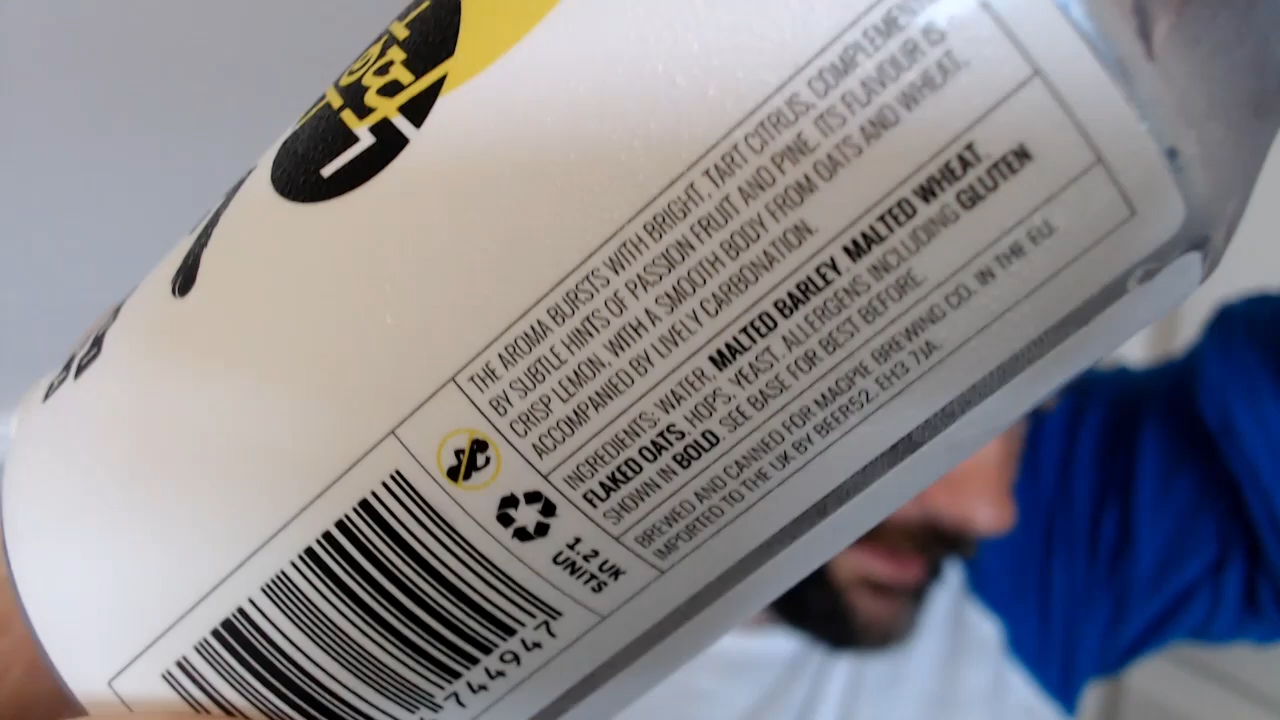 THE AROMA BURSTS WITH BRIGHT, TART CITRUS, COMPLEMENTED
BY SUBTLE HINTS OF PASSION FRUIT AND PINE. ITS FLAVOUR IS
CRISP LEMON, WITH A SMOOTH BODY FROM OATS AND WHEAT,
ACCOMPANIED BY LIVELY CARBONATION.
INGREDIENTS: WATER, MALTED BARLEY, MALTED WHEAT,
FLAKED OATS, HOPS, YEAST. ALLERGENS INCLUDING GLUTEN
SHOWN IN BOLD. SEE BASE FOR BEST BEFORE.
BREWED AND CANNED FOR MAGPIE BREWING CO. IN THE EU.
IMPORTED TO THE UK BY BEER52, EH3 7JA.
1.2 UK
UNITS
744947